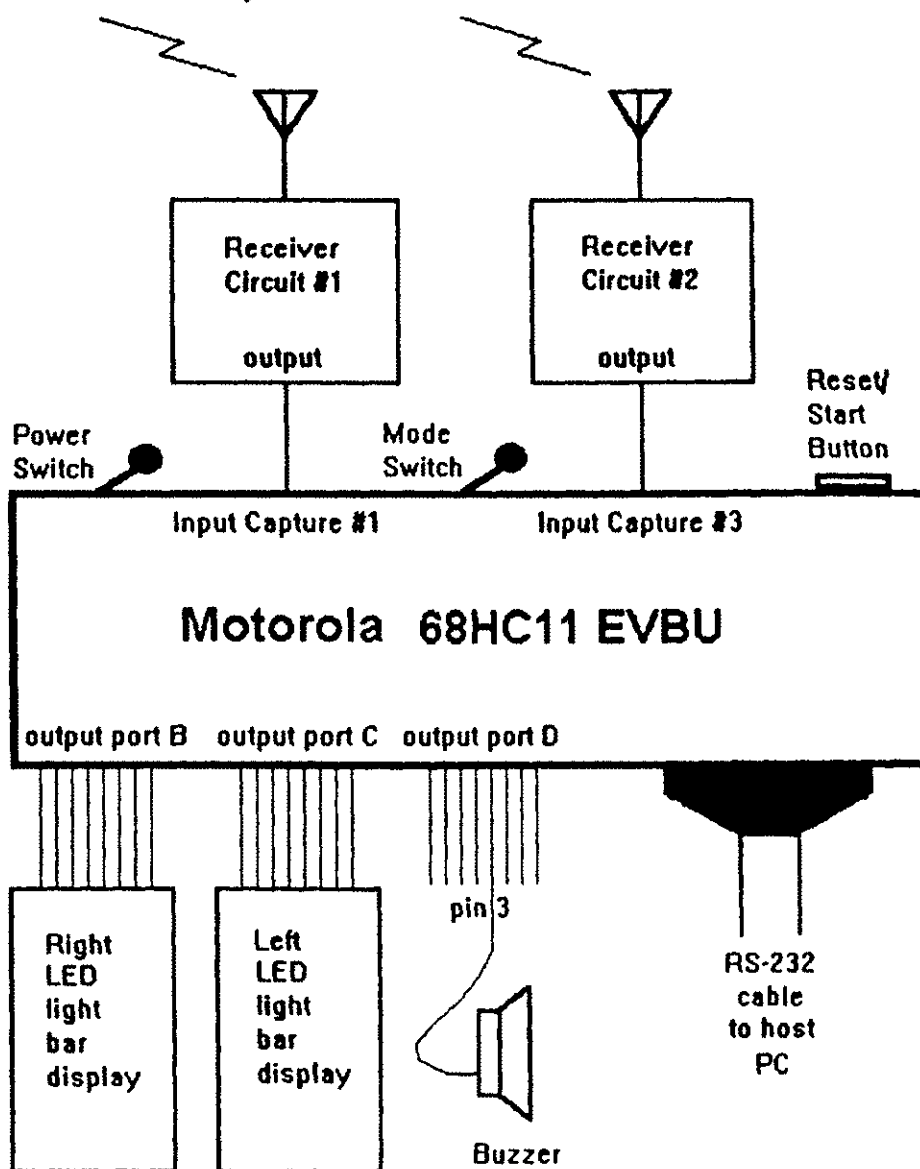 Receiver
Circuit #1
output
Receiver
Circuit #2
output
Reset/
Start
Button
Power
Switch
Mode
Switch
Input Capture #1
Input Capture #3
Motorola 68HC11 EVBU
output port B
output port C
output port D
pin 3
Right
LED
light
bar
display
Left
LED
light
bar
display
RS-232
cable
to host
PC
Buzzer